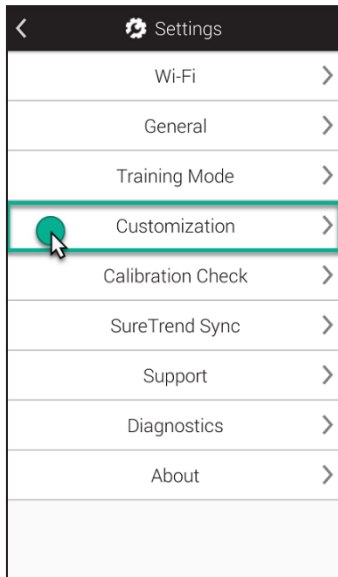 Settings
Wi-Fi
General
Training Mode
Customization
Calibration Check
SureTrend Sync
Support
Diagnostics
About